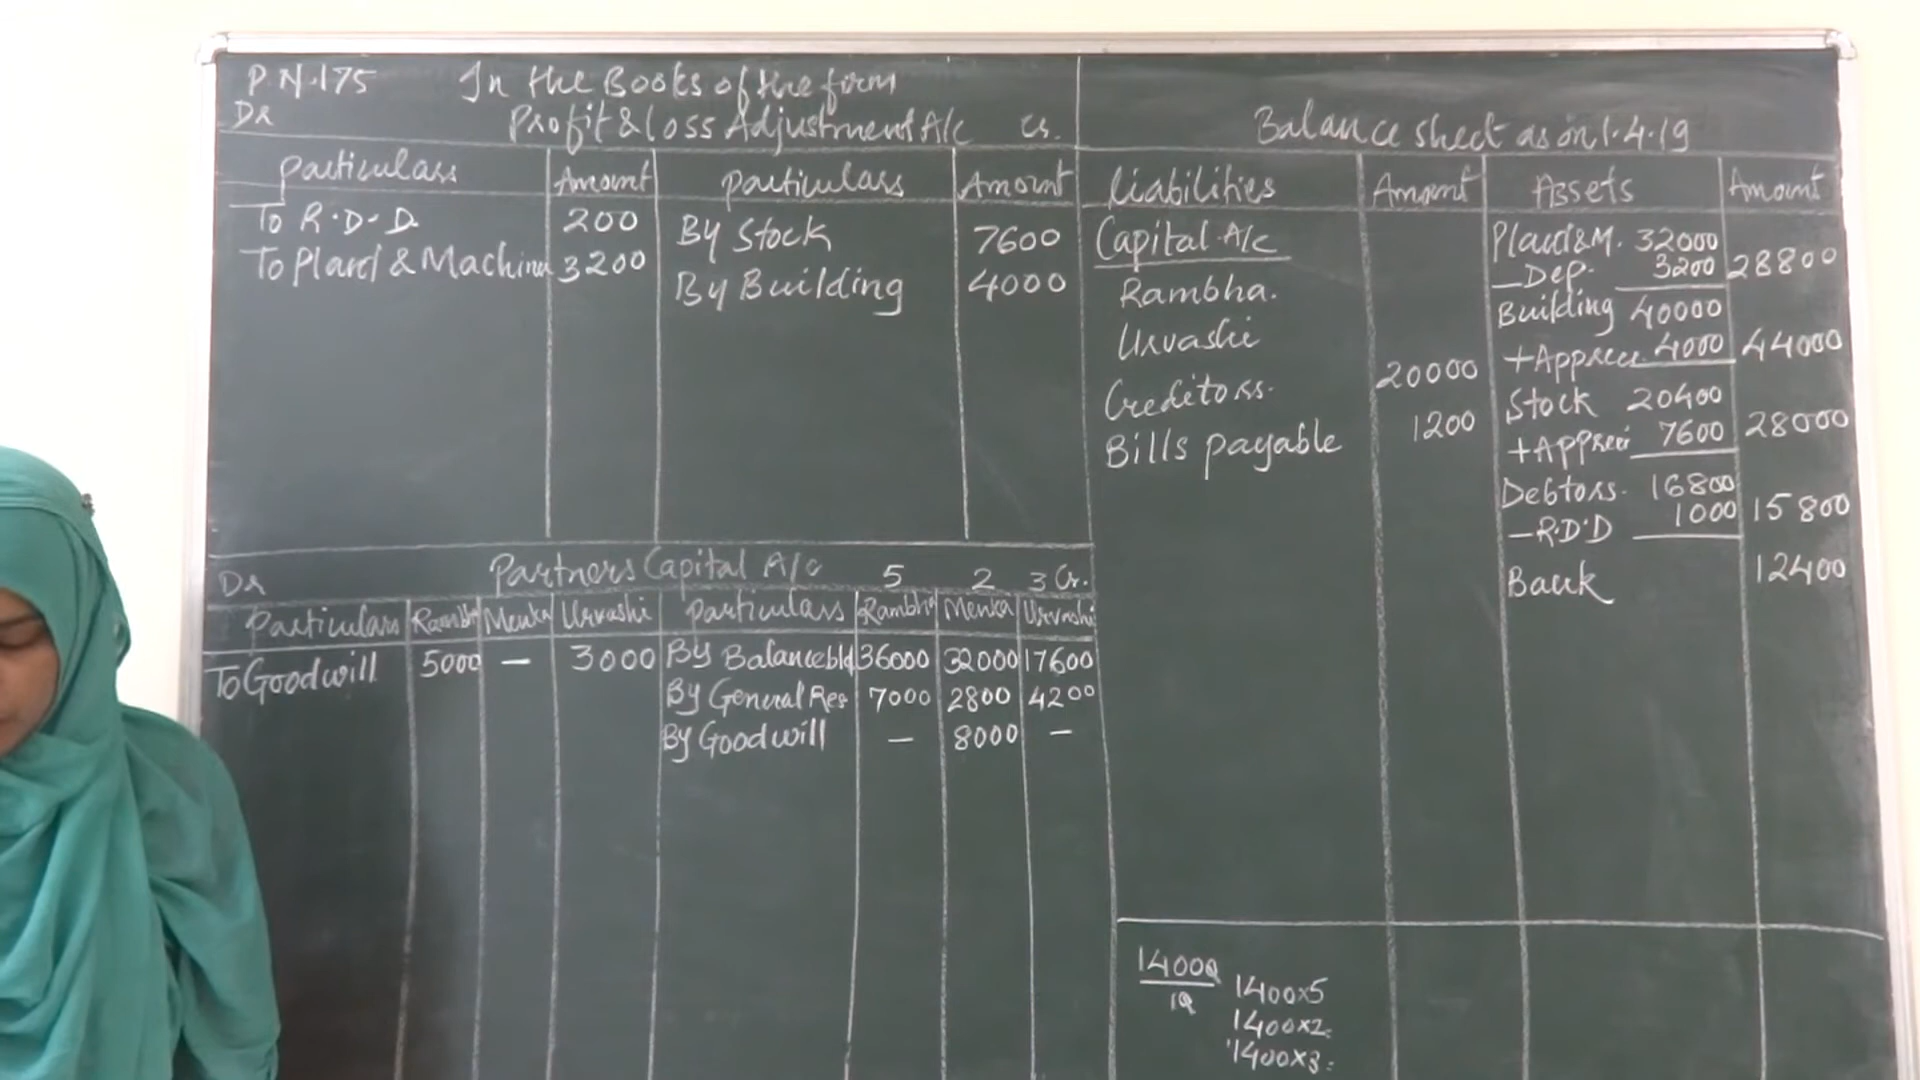 P.N.175 In the Books of the firm
Dr Profit & Loss Adjustment A/c Cr.
Particulars Amount Particulars Amount
To R.D.D 200 By Stock 7600
To Plant & Machin 3200 By Building 4000
Dr Partners Capital A/c 5 2 3 Cr.
Particulars Rambh Menka Urvashi Particulars Rambha Menka Urvashi
To Goodwill 5000 — 3000 By Balance b/d 36000 32000 17600
By General Res 7000 2800 4200
By Goodwill — 8000 —
Balance sheet as on 1.4.19
Liabilities Amount Assets Amount
Capital A/c Plant & M. 32000
— Dep. 3200 28800
Rambha. Building 40000
Urvashi + Apprec. 4000 44000
Creditors. 20000 Stock 20400
Bills payable 1200 + Appreci 7600 28000
Debtors. 16800
— R.D.D 1000 15800
Bank 12400
14000 1400x5
10 1400x2
1400x3